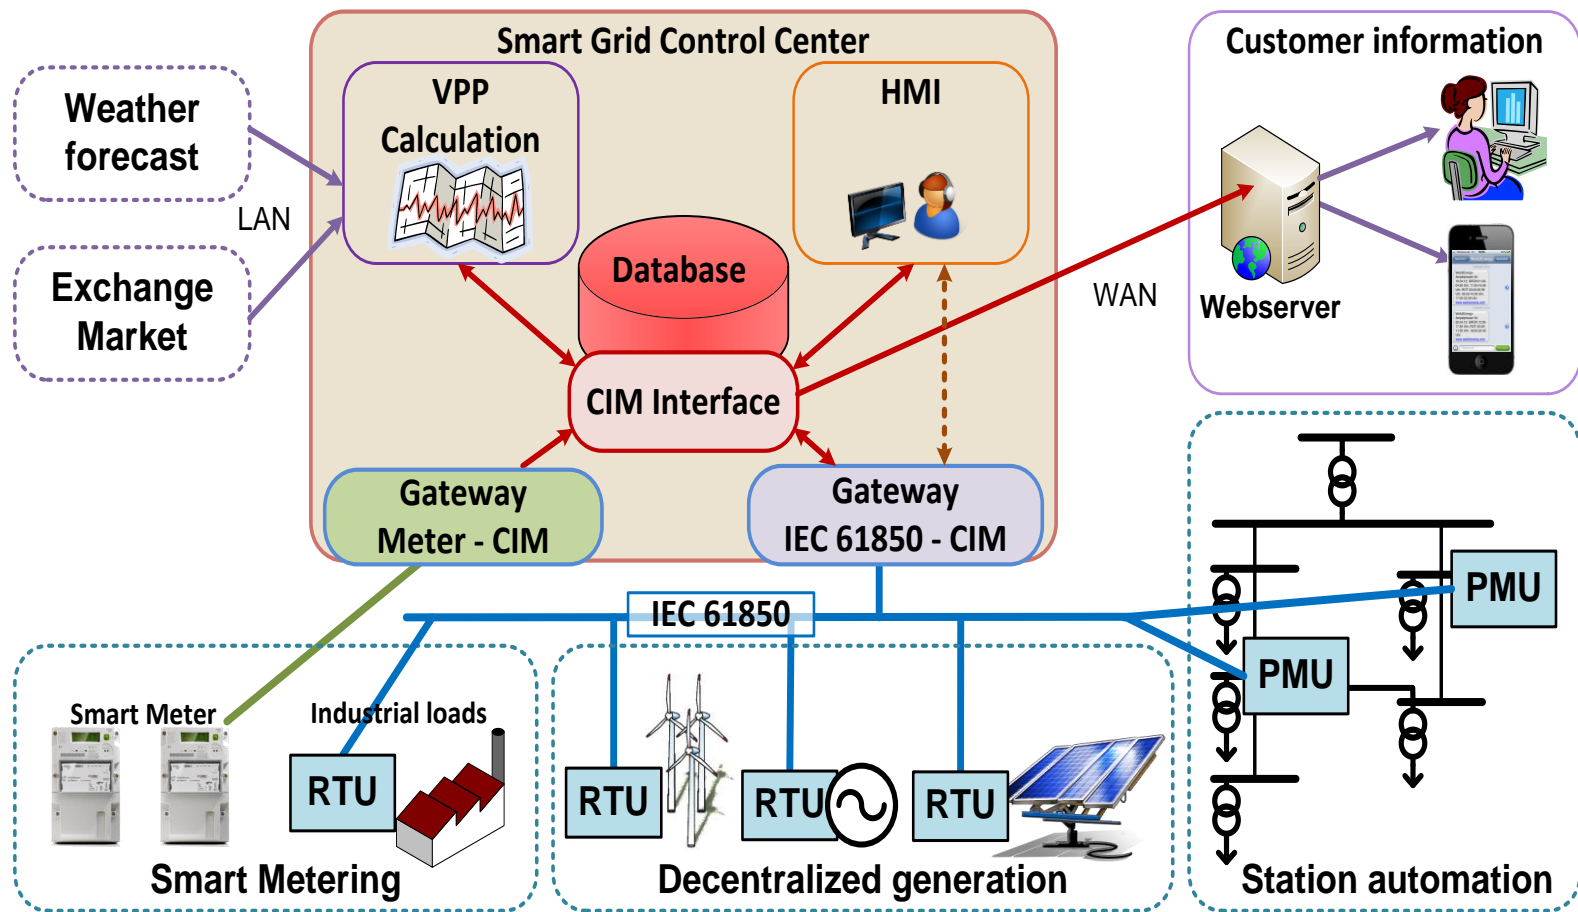 Smart Grid Control Center
Customer information
Weather
forecast
VPP
Calculation
HMI
LAN
Exchange
Market
Database
WAN
Webserver
CIM Interface
Gateway
Meter - CIM
Gateway
IEC 61850 - CIM
IEC 61850
PMU
PMU
Smart Meter
Industrial loads
RTU
RTU
RTU
RTU
Smart Metering
Decentralized generation
Station automation